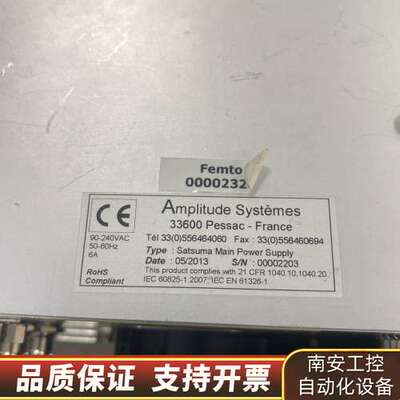 Femto
0000232
CE
90-240VAC
50-60Hz
6A
RoHS
Compliant
Amplitude Systèmes
33600 Pessac - France
Tél 33(0)556464060 Fax : 33(0)556460694
Type : Satsuma Main Power Supply
Date : 05/2013 S/N : 00002203
This product complies with 21 CFR 1040.10,1040.20,
IEC 60825-1:2007, IEC EN 61326-1
品质保证 支持开票
南安工控
自动化设备